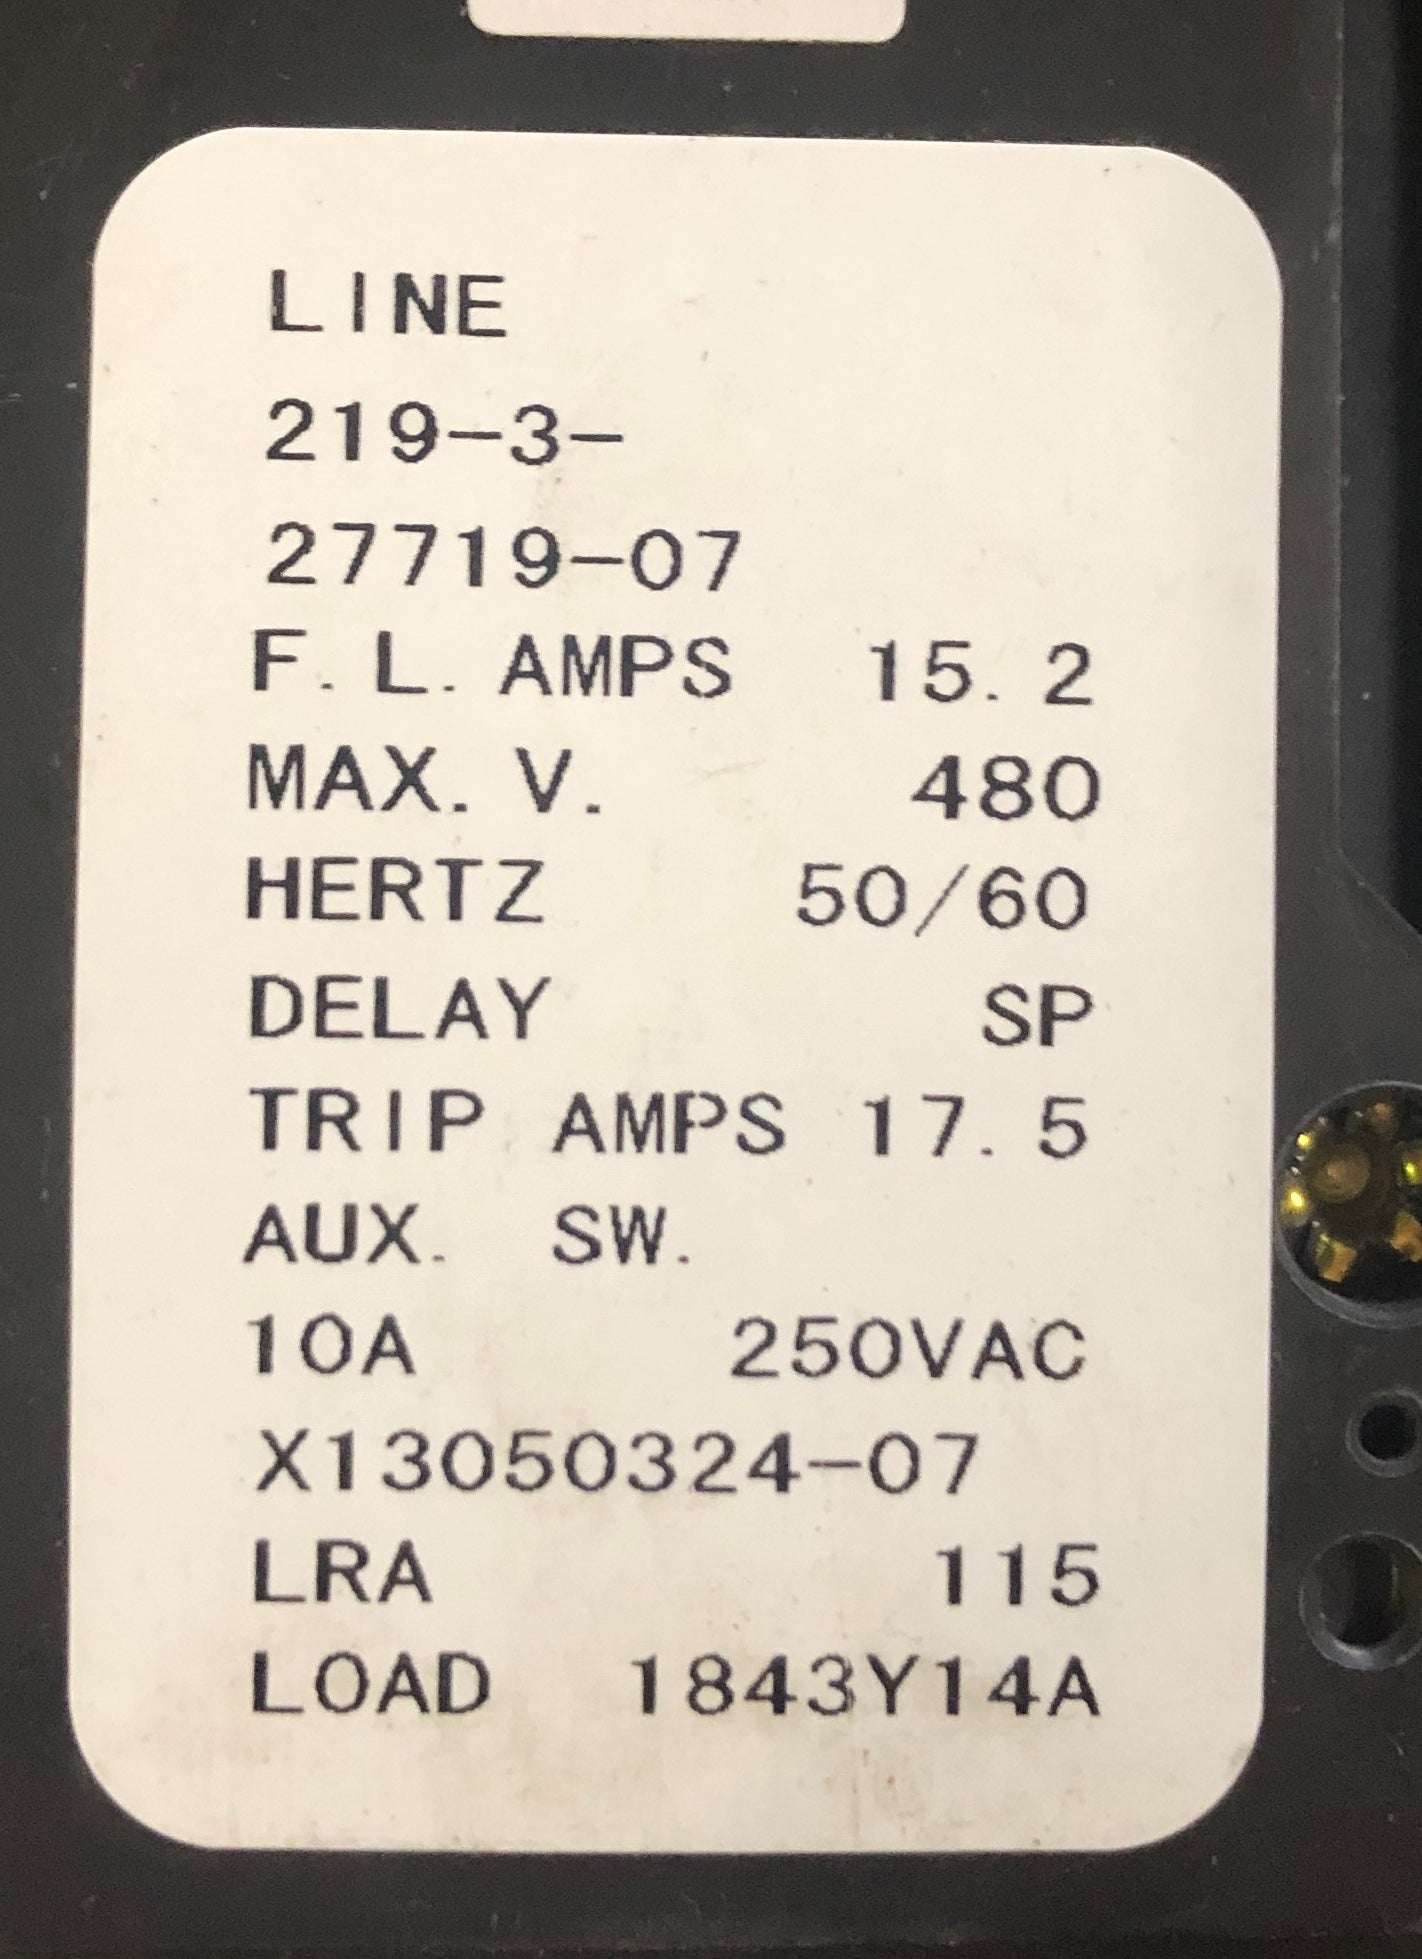 LINE
219-3-
27719-07
F.L. AMPS 15.2
MAX. V. 480
HERTZ 50/60
DELAY SP
TRIP AMPS 17.5
AUX. SW.
10A 250VAC
X13050324-07
LRA 115
LOAD 1843Y14A